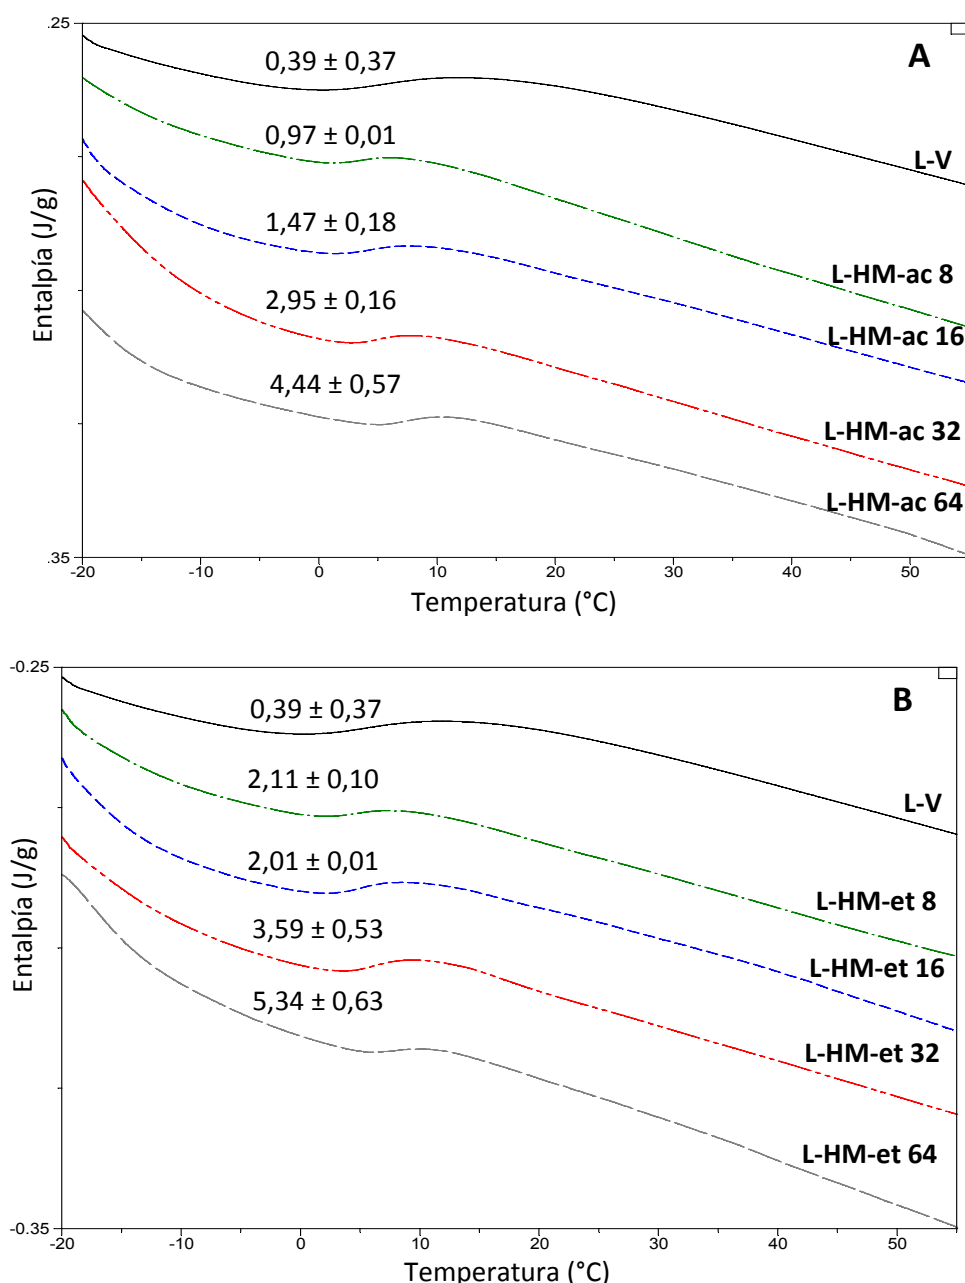 .25
A
0,39 ± 0,37
0,97 ± 0,01
L-V
Entalpía (J/g)
1,47 ± 0,18
L-HM-ac 8
2,95 ± 0,16
L-HM-ac 16
4,44 ± 0,57
L-HM-ac 32
L-HM-ac 64
.35
-20 -10 0 10 20 30 40 50
Temperatura (°C)
-0.25
B
0,39 ± 0,37
2,11 ± 0,10
L-V
Entalpía (J/g)
2,01 ± 0,01
L-HM-et 8
3,59 ± 0,53
L-HM-et 16
5,34 ± 0,63
L-HM-et 32
L-HM-et 64
-0.35
-20 -10 0 10 20 30 40 50
Temperatura (°C)